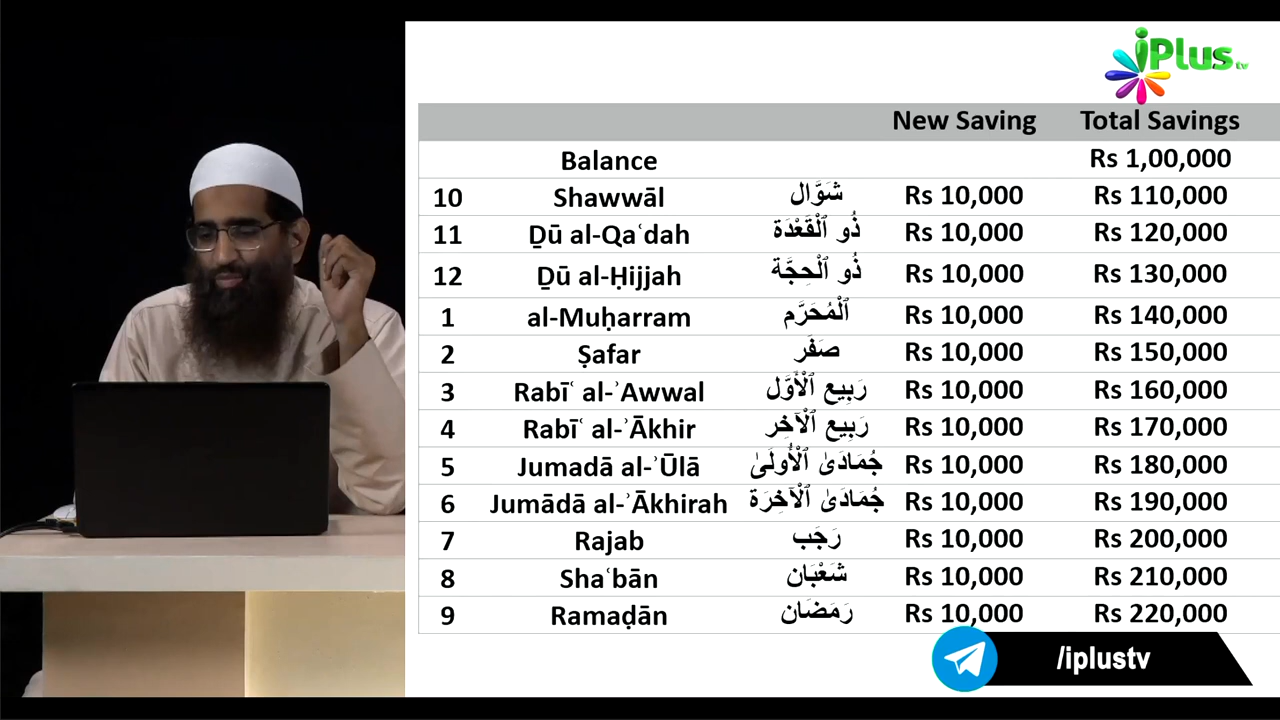 iPlus tv
New Saving Total Savings
Balance Rs 1,00,000
10 Shawwāl شَوَّال Rs 10,000 Rs 110,000
11 Ḏū al-Qaʿdah ذُو ٱلْقَعْدَة Rs 10,000 Rs 120,000
12 Ḏū al-Ḥijjah ذُو ٱلْحِجَّة Rs 10,000 Rs 130,000
1 al-Muḥarram ٱلْمُحَرَّم Rs 10,000 Rs 140,000
2 Ṣafar صَفَر Rs 10,000 Rs 150,000
3 Rabīʿ al-ʾAwwal رَبِيع ٱلْأَوَّل Rs 10,000 Rs 160,000
4 Rabīʿ al-ʾĀkhir رَبِيع ٱلْآخِر Rs 10,000 Rs 170,000
5 Jumadā al-ʾŪlā جُمَادَىٰ ٱلْأُولَىٰ Rs 10,000 Rs 180,000
6 Jumādā al-ʾĀkhirah جُمَادَىٰ ٱلْآخِرَة Rs 10,000 Rs 190,000
7 Rajab رَجَب Rs 10,000 Rs 200,000
8 Shaʿbān شَعْبَان Rs 10,000 Rs 210,000
9 Ramaḍān رَمَضَان Rs 10,000 Rs 220,000
/iplustv